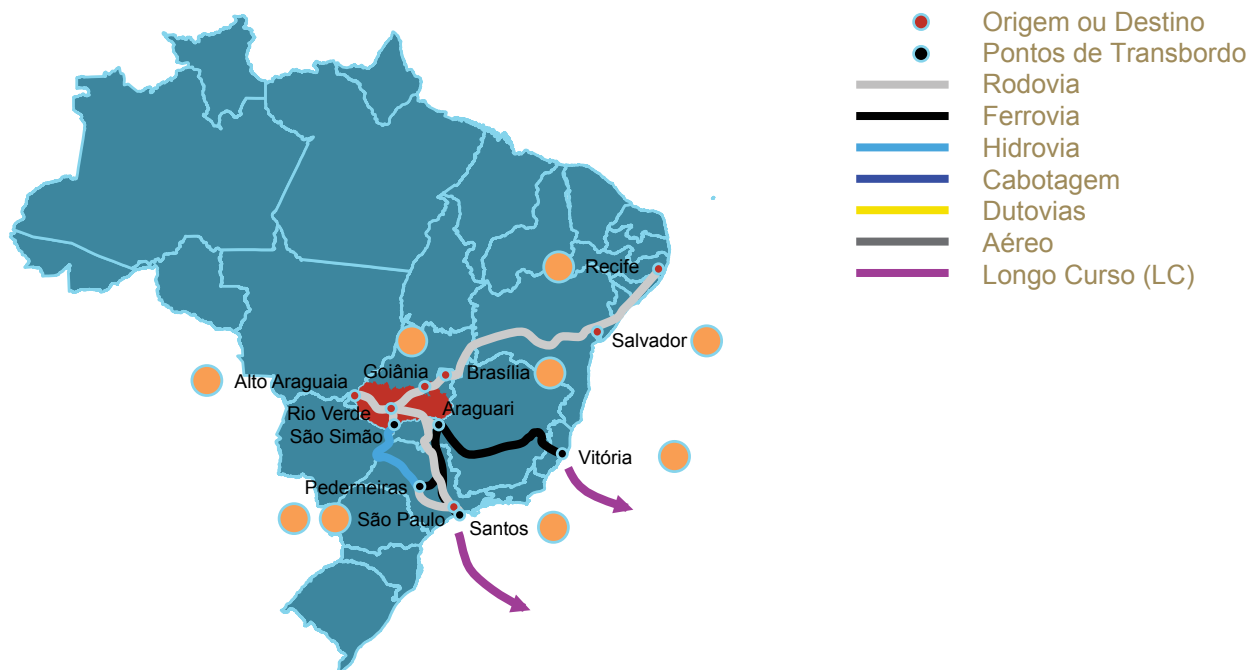 Origem ou Destino
Pontos de Transbordo
Rodovia
Ferrovia
Hidrovia
Cabotagem
Dutovias
Aéreo
Longo Curso (LC)
Recife
Salvador
Goiânia
Brasília
Alto Araguaia
Rio Verde
Araguari
São Simão
Vitória
Pederneiras
São Paulo
Santos